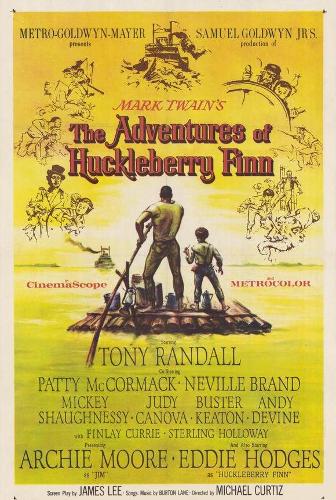 METRO-GOLDWYN-MAYER SAMUEL GOLDWYN JR'S.
presents production of
MARK TWAIN'S
The Adventures of
Huckleberry Finn
in CinemaScope and METROCOLOR
Starring
TONY RANDALL
Co-Starring
PATTY McCORMACK · NEVILLE BRAND
MICKEY JUDY BUSTER ANDY
SHAUGHNESSY · CANOVA · KEATON · DEVINE
with FINLAY CURRIE · STERLING HOLLOWAY
Presenting And Also Starring
ARCHIE MOORE · EDDIE HODGES
as "JIM" as "HUCKLEBERRY FINN"
Screen Play by JAMES LEE · Songs: Music by BURTON LANE · Directed by MICHAEL CURTIZ